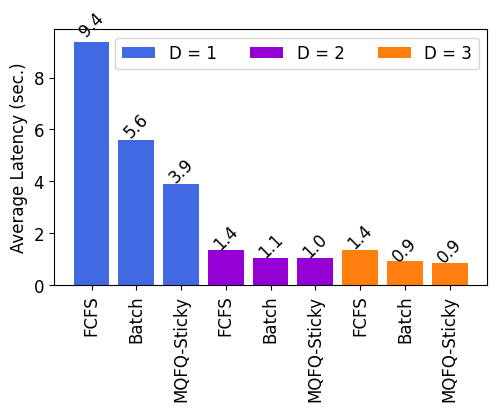 9.4
D = 1 D = 2 D = 3
5.6
3.9
1.4
1.1
1.0
1.4
0.9
0.9
Average Latency (sec.)
8
6
4
2
0
FCFS
Batch
MQFQ-Sticky
FCFS
Batch
MQFQ-Sticky
FCFS
Batch
MQFQ-Sticky